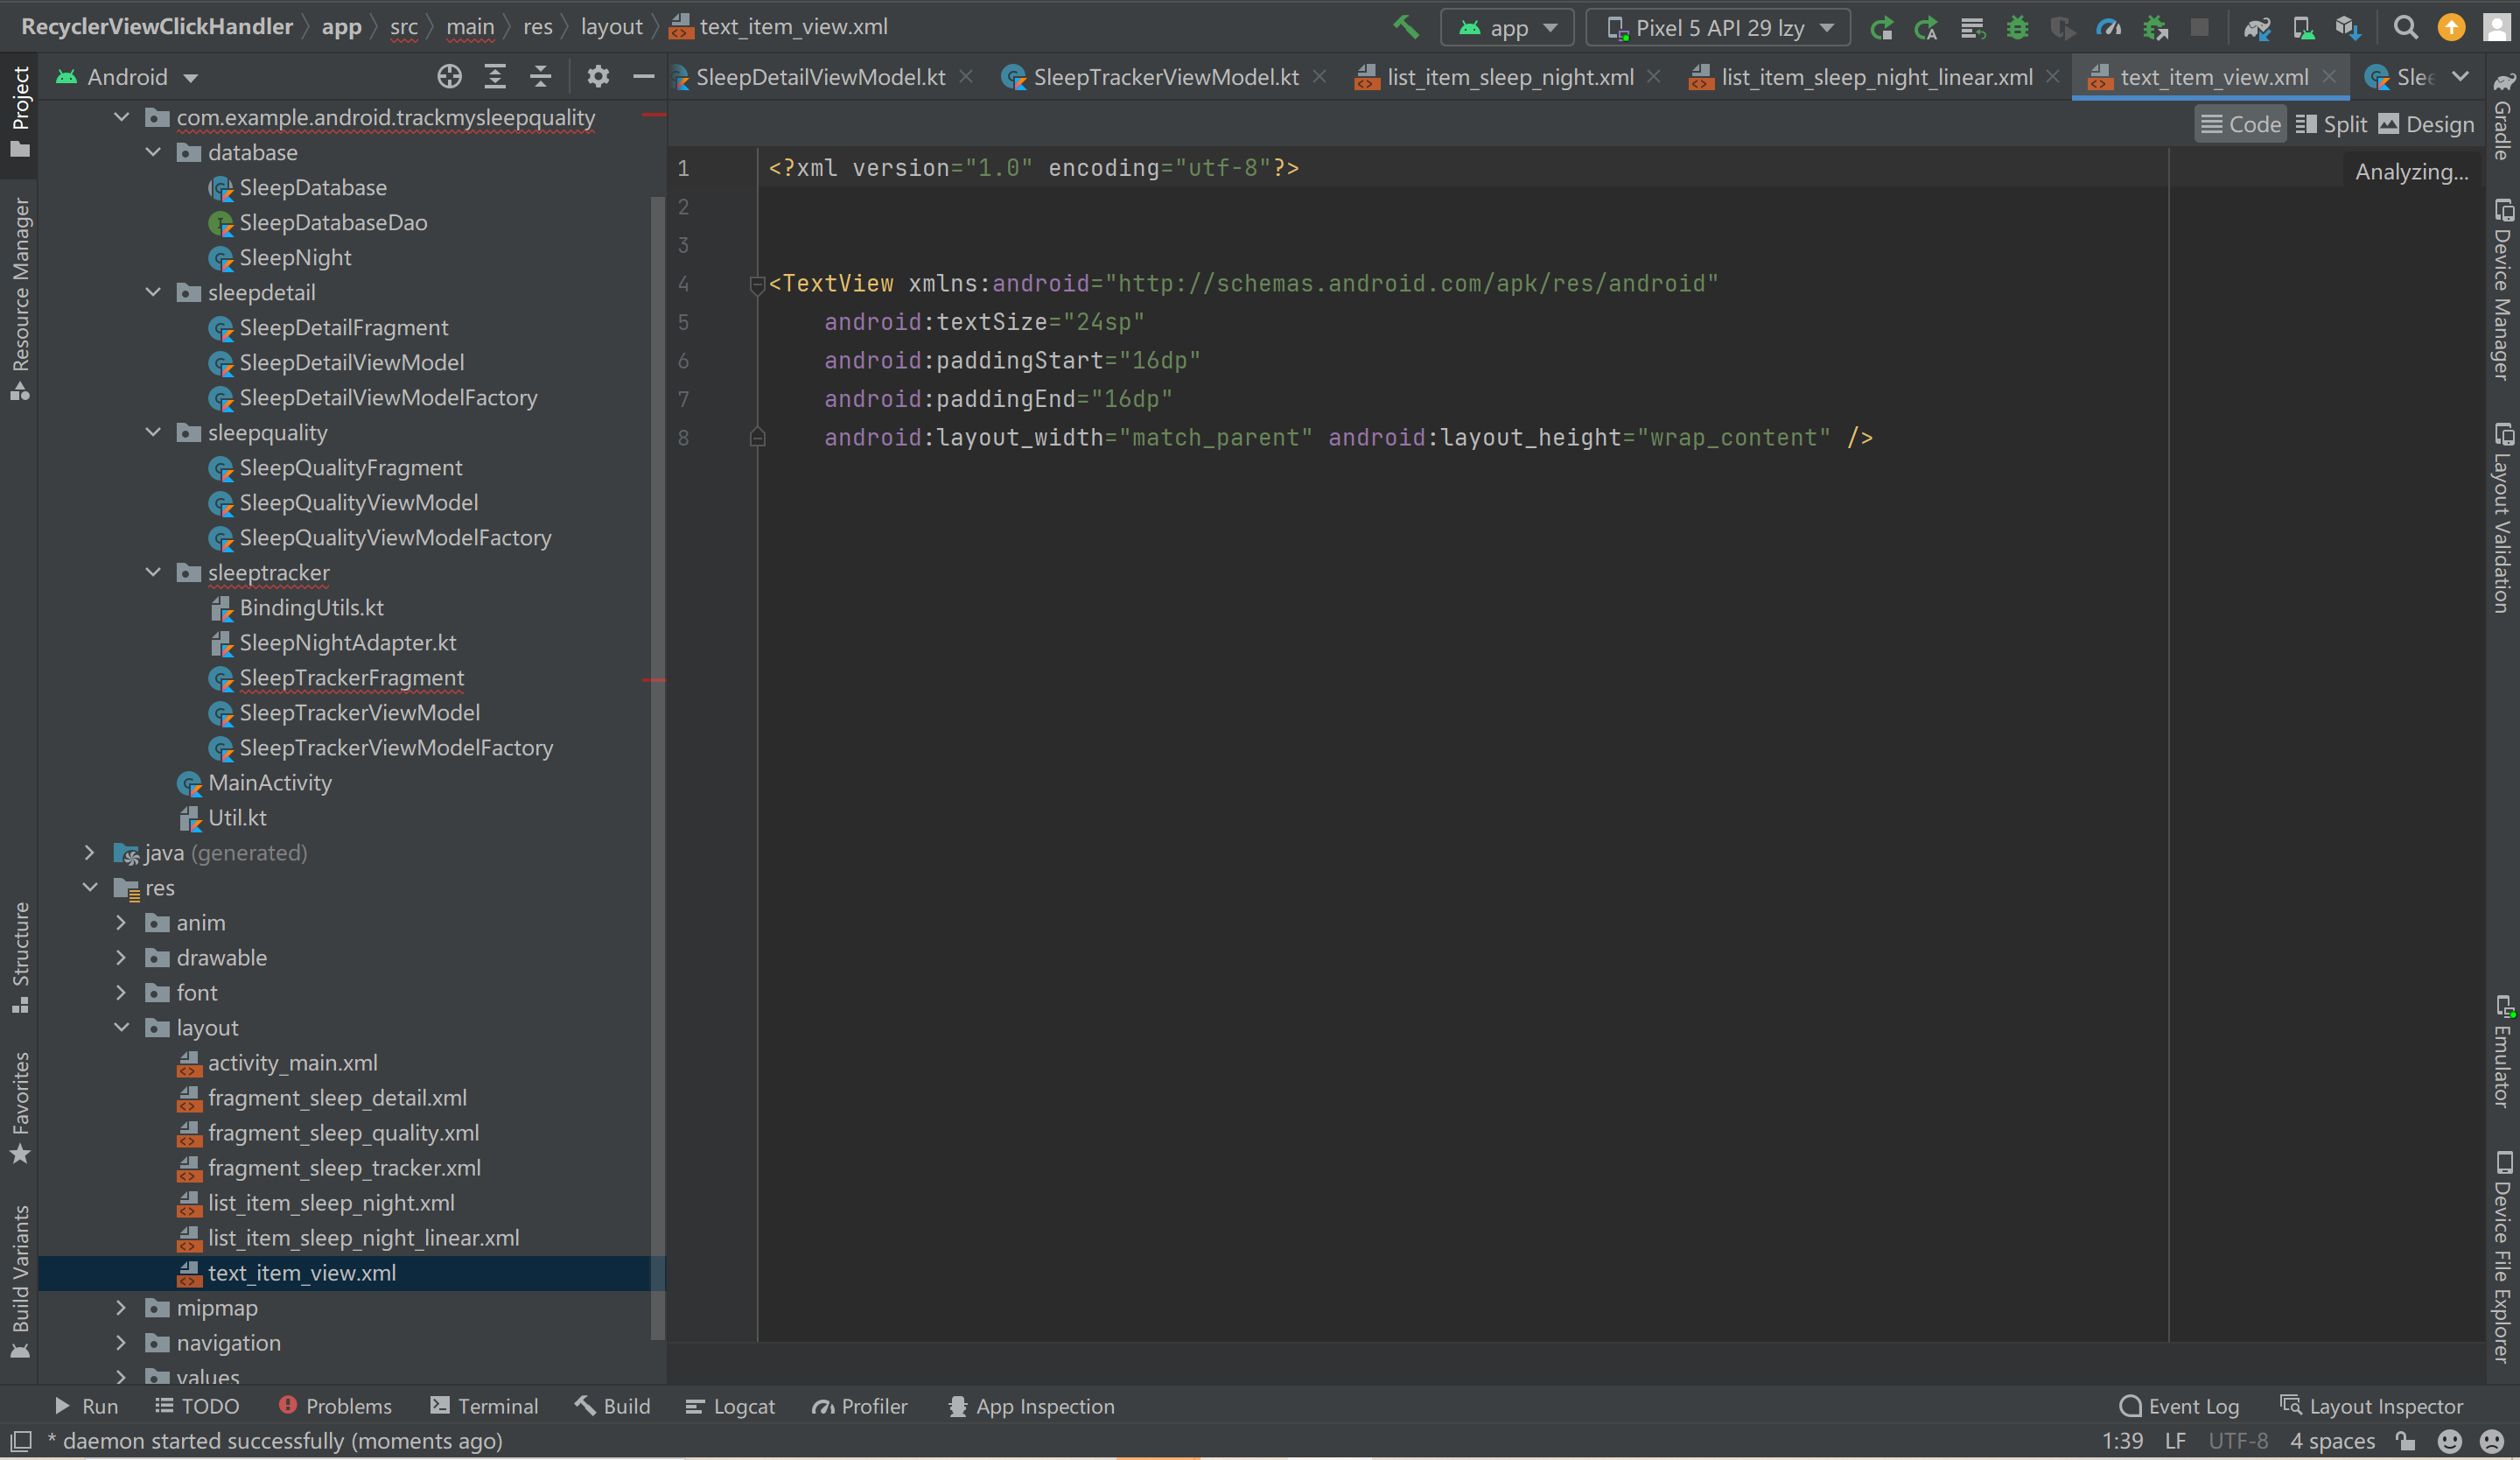 RecyclerViewClickHandler app src main res layout text_item_view.xml app Pixel 5 API 29 lzy
Android
SleepDetailViewModel.kt SleepTrackerViewModel.kt list_item_sleep_night.xml list_item_sleep_night_linear.xml text_item_view.xml Slee
Code Split Design
Project
Resource Manager
Structure
Favorites
Build Variants
com.example.android.trackmysleepquality
database
SleepDatabase
SleepDatabaseDao
SleepNight
sleepdetail
SleepDetailFragment
SleepDetailViewModel
SleepDetailViewModelFactory
sleepquality
SleepQualityFragment
SleepQualityViewModel
SleepQualityViewModelFactory
sleeptracker
BindingUtils.kt
SleepNightAdapter.kt
SleepTrackerFragment
SleepTrackerViewModel
SleepTrackerViewModelFactory
MainActivity
Util.kt
java (generated)
res
anim
drawable
font
layout
activity_main.xml
fragment_sleep_detail.xml
fragment_sleep_quality.xml
fragment_sleep_tracker.xml
list_item_sleep_night.xml
list_item_sleep_night_linear.xml
text_item_view.xml
mipmap
navigation
values
1 <?xml version="1.0" encoding="utf-8"?>
Analyzing...
2
3
4 <TextView xmlns:android="http://schemas.android.com/apk/res/android"
5 android:textSize="24sp"
6 android:paddingStart="16dp"
7 android:paddingEnd="16dp"
8 android:layout_width="match_parent" android:layout_height="wrap_content" />
Gradle
Device Manager
Layout Validation
Emulator
Device File Explorer
Run TODO Problems Terminal Build Logcat Profiler App Inspection Event Log Layout Inspector
* daemon started successfully (moments ago) 1:39 LF UTF-8 4 spaces